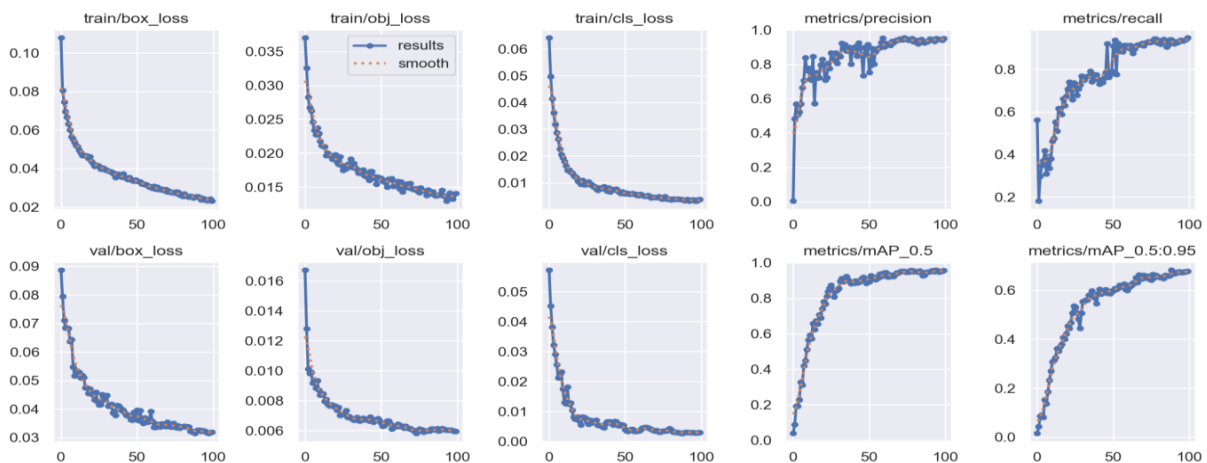 train/box_loss
train/obj_loss
train/cls_loss
metrics/precision
metrics/recall
0.10
0.08
0.06
0.04
0.02
0 50 100
0.035
0.030
0.025
0.020
0.015
results
smooth
0 50 100
0.06
0.05
0.04
0.03
0.02
0.01
0 50 100
1.0
0.8
0.6
0.4
0.2
0.0
0 50 100
0.8
0.6
0.4
0.2
0 50 100
val/box_loss
val/obj_loss
val/cls_loss
metrics/mAP_0.5
metrics/mAP_0.5:0.95
0.09
0.08
0.07
0.06
0.05
0.04
0.03
0 50 100
0.016
0.014
0.012
0.010
0.008
0.006
0 50 100
0.05
0.04
0.03
0.02
0.01
0.00
0 50 100
1.0
0.8
0.6
0.4
0.2
0.0
0 50 100
0.6
0.4
0.2
0.0
0 50 100